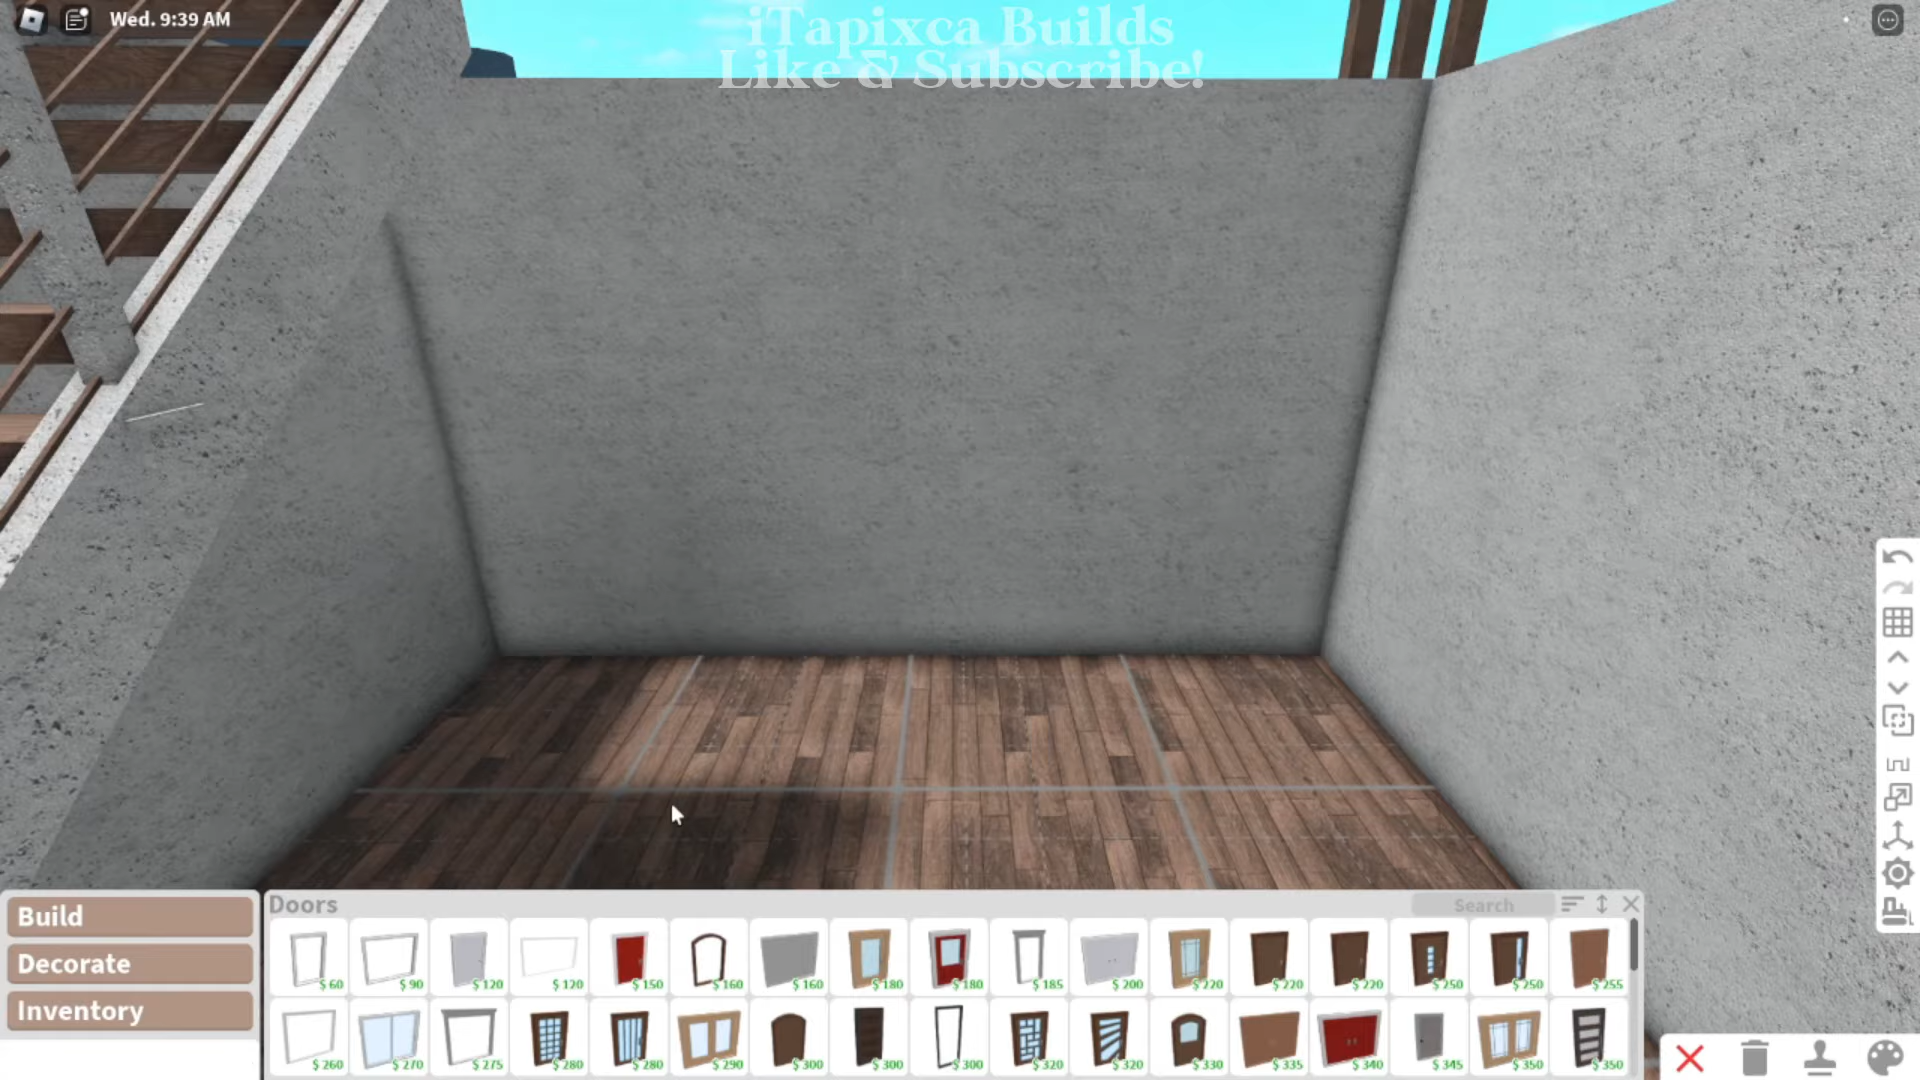 Wed. 9:39 AM
iTapixca Builds
Like & Subscribe!
Build
Decorate
Inventory
Doors
Search
$ 60 $ 90 $ 120 $ 120 $ 150 $ 160 $ 160 $ 180 $ 180 $ 185 $ 200 $ 220 $ 220 $ 220 $ 250 $ 250 $ 255
$ 260 $ 270 $ 275 $ 280 $ 280 $ 290 $ 300 $ 300 $ 300 $ 320 $ 320 $ 330 $ 335 $ 340 $ 345 $ 350 $ 350